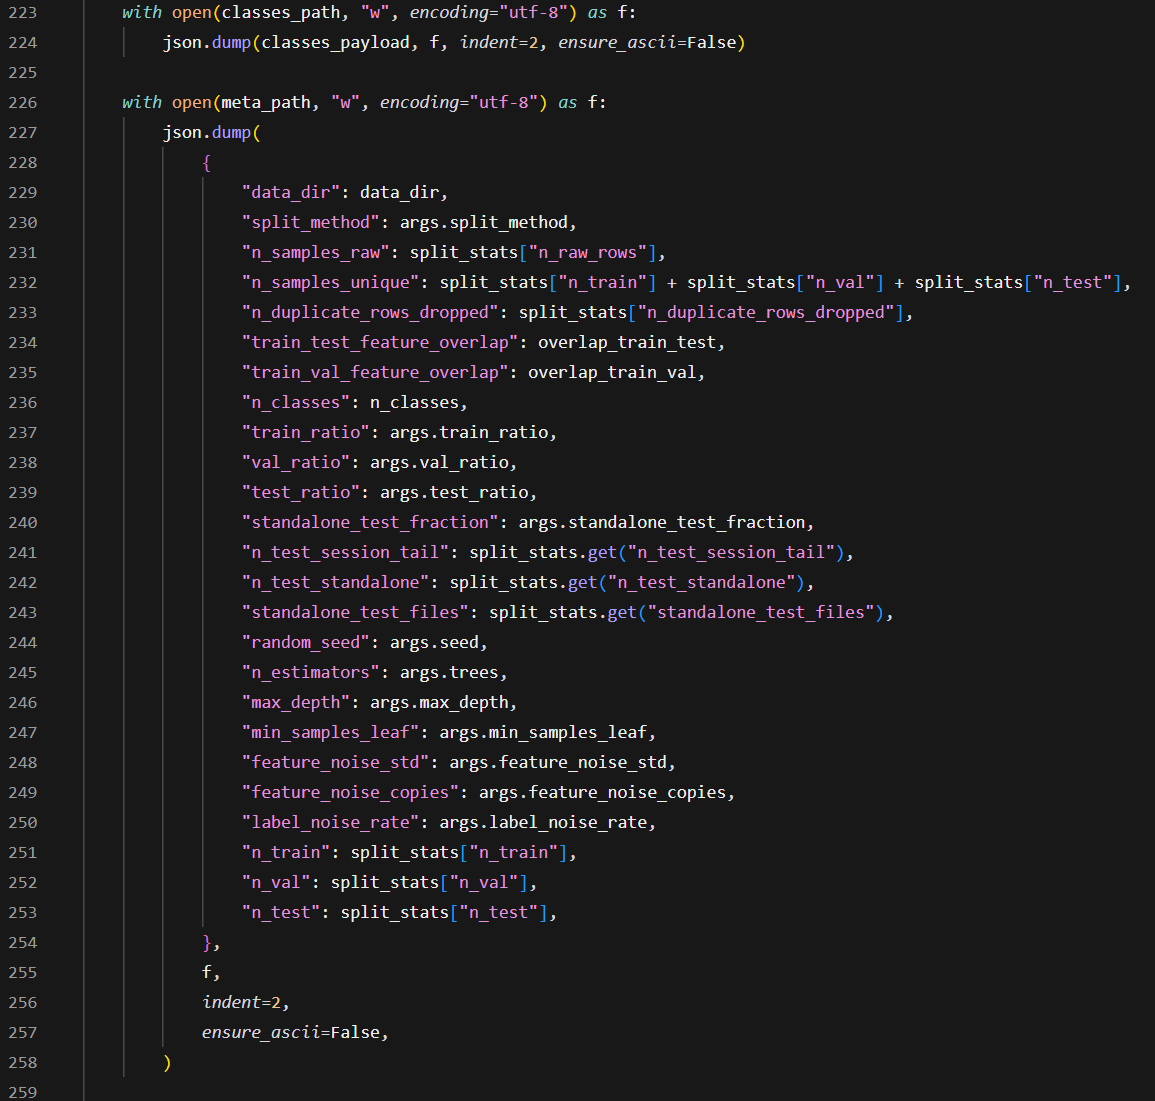 223 with open(classes_path, "w", encoding="utf-8") as f:
224 json.dump(classes_payload, f, indent=2, ensure_ascii=False)
225
226 with open(meta_path, "w", encoding="utf-8") as f:
227 json.dump(
228 {
229 "data_dir": data_dir,
230 "split_method": args.split_method,
231 "n_samples_raw": split_stats["n_raw_rows"],
232 "n_samples_unique": split_stats["n_train"] + split_stats["n_val"] + split_stats["n_test"],
233 "n_duplicate_rows_dropped": split_stats["n_duplicate_rows_dropped"],
234 "train_test_feature_overlap": overlap_train_test,
235 "train_val_feature_overlap": overlap_train_val,
236 "n_classes": n_classes,
237 "train_ratio": args.train_ratio,
238 "val_ratio": args.val_ratio,
239 "test_ratio": args.test_ratio,
240 "standalone_test_fraction": args.standalone_test_fraction,
241 "n_test_session_tail": split_stats.get("n_test_session_tail"),
242 "n_test_standalone": split_stats.get("n_test_standalone"),
243 "standalone_test_files": split_stats.get("standalone_test_files"),
244 "random_seed": args.seed,
245 "n_estimators": args.trees,
246 "max_depth": args.max_depth,
247 "min_samples_leaf": args.min_samples_leaf,
248 "feature_noise_std": args.feature_noise_std,
249 "feature_noise_copies": args.feature_noise_copies,
250 "label_noise_rate": args.label_noise_rate,
251 "n_train": split_stats["n_train"],
252 "n_val": split_stats["n_val"],
253 "n_test": split_stats["n_test"],
254 },
255 f,
256 indent=2,
257 ensure_ascii=False,
258 )
259